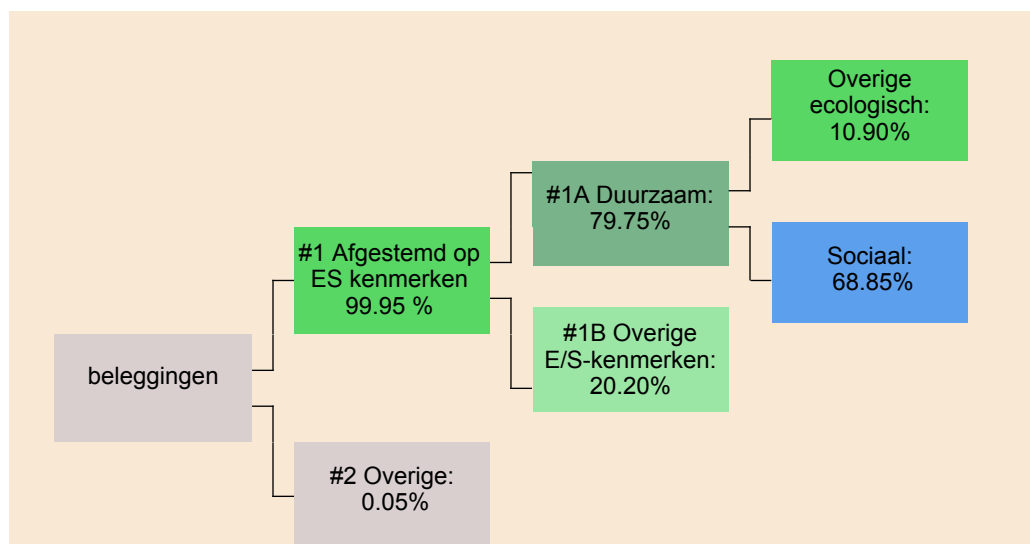 beleggingen
#1 Afgestemd op
ES kenmerken
99.95 %
#2 Overige:
0.05%
#1A Duurzaam:
79.75%
#1B Overige
E/S-kenmerken:
20.20%
Overige
ecologisch:
10.90%
Sociaal:
68.85%